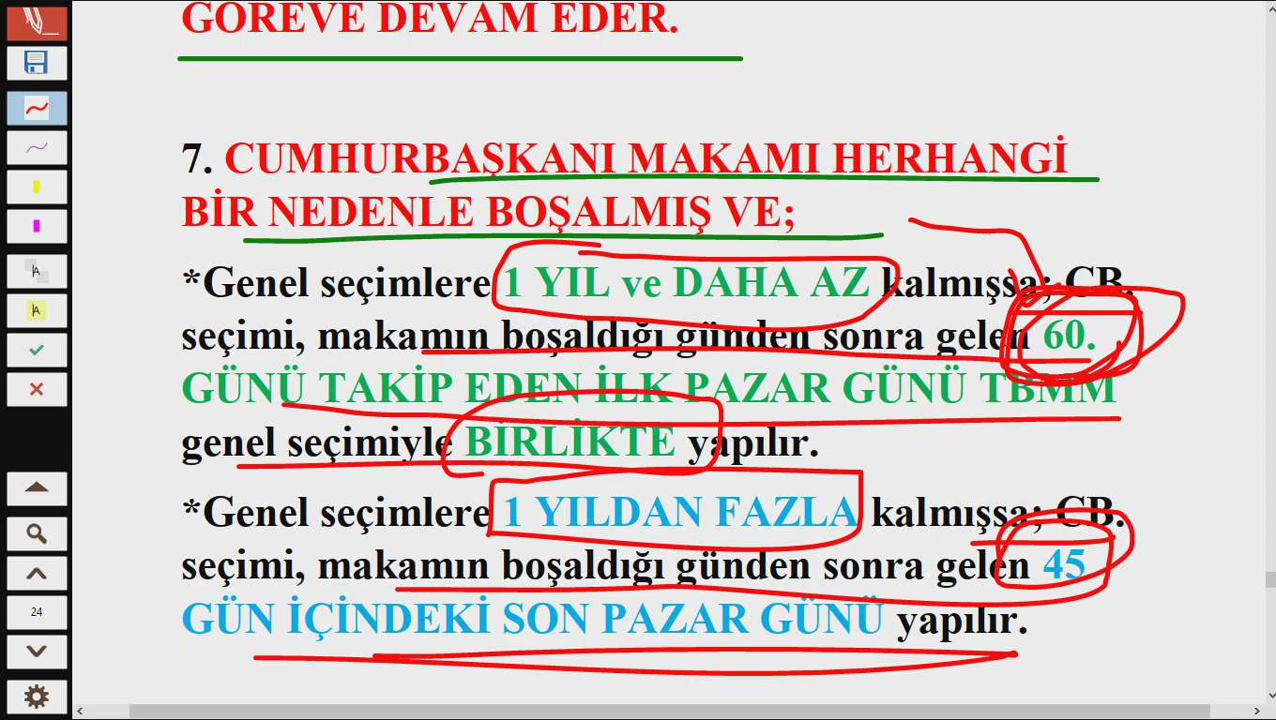 GÖREVE DEVAM EDER.
7. CUMHURBAŞKANI MAKAMI HERHANGİ
BİR NEDENLE BOŞALMIŞ VE;
*Genel seçimlere 1 YIL ve DAHA AZ kalmışsa; CB.
seçimi, makamın boşaldığı günden sonra gelen 60.
GÜNÜ TAKİP EDEN İLK PAZAR GÜNÜ TBMM
genel seçimiyle BİRLİKTE yapılır.
*Genel seçimlere 1 YILDAN FAZLA kalmışsa; CB.
seçimi, makamın boşaldığı günden sonra gelen 45
GÜN İÇİNDEKİ SON PAZAR GÜNÜ yapılır.
24